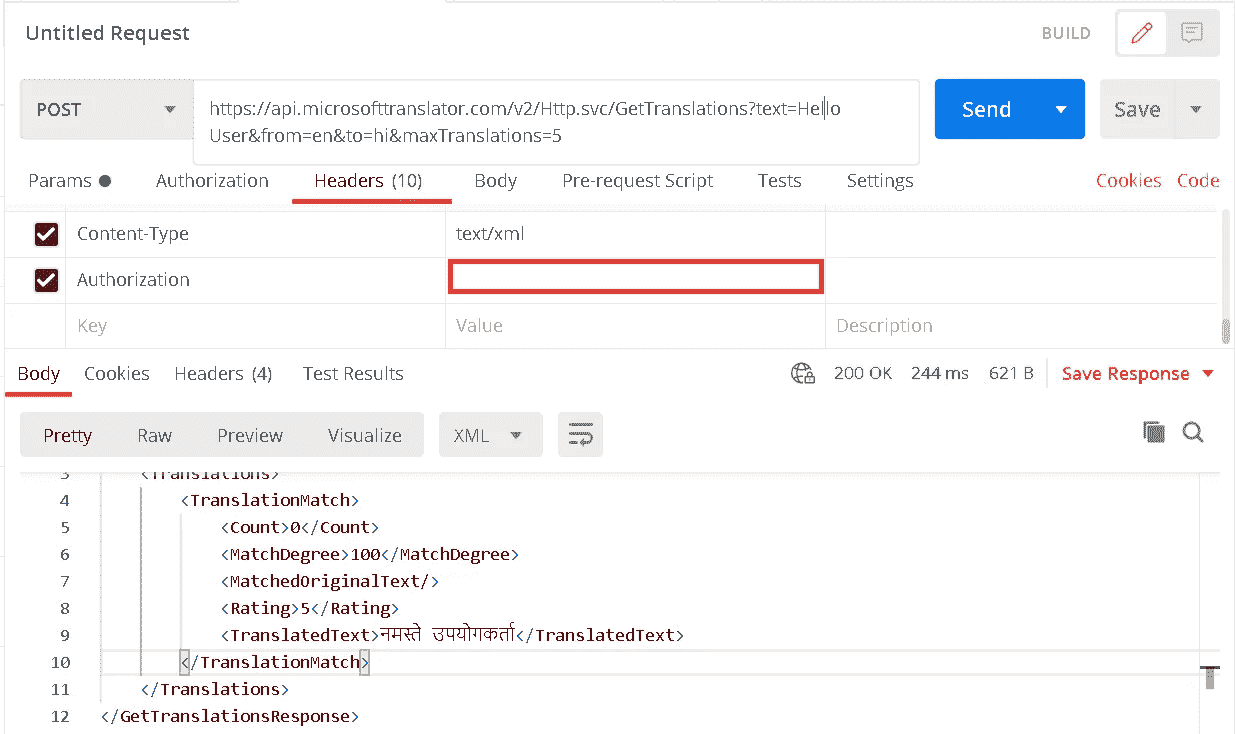 Untitled Request
BUILD
POST
https://api.microsofttranslator.com/v2/Http.svc/GetTranslations?text=Hello
User&from=en&to=hi&maxTranslations=5
Send
Save
Params
Authorization
Headers (10)
Body
Pre-request Script
Tests
Settings
Cookies
Code
Content-Type
text/xml
Authorization
Key
Value
Description
Body
Cookies
Headers (4)
Test Results
200 OK
244 ms
621 B
Save Response
Pretty
Raw
Preview
Visualize
XML
3 <Translations>
4 <TranslationMatch>
5 <Count>0</Count>
6 <MatchDegree>100</MatchDegree>
7 <MatchedOriginalText/>
8 <Rating>5</Rating>
9 <TranslatedText>नमस्ते उपयोगकर्ता</TranslatedText>
10 </TranslationMatch>
11 </Translations>
12 </GetTranslationsResponse>